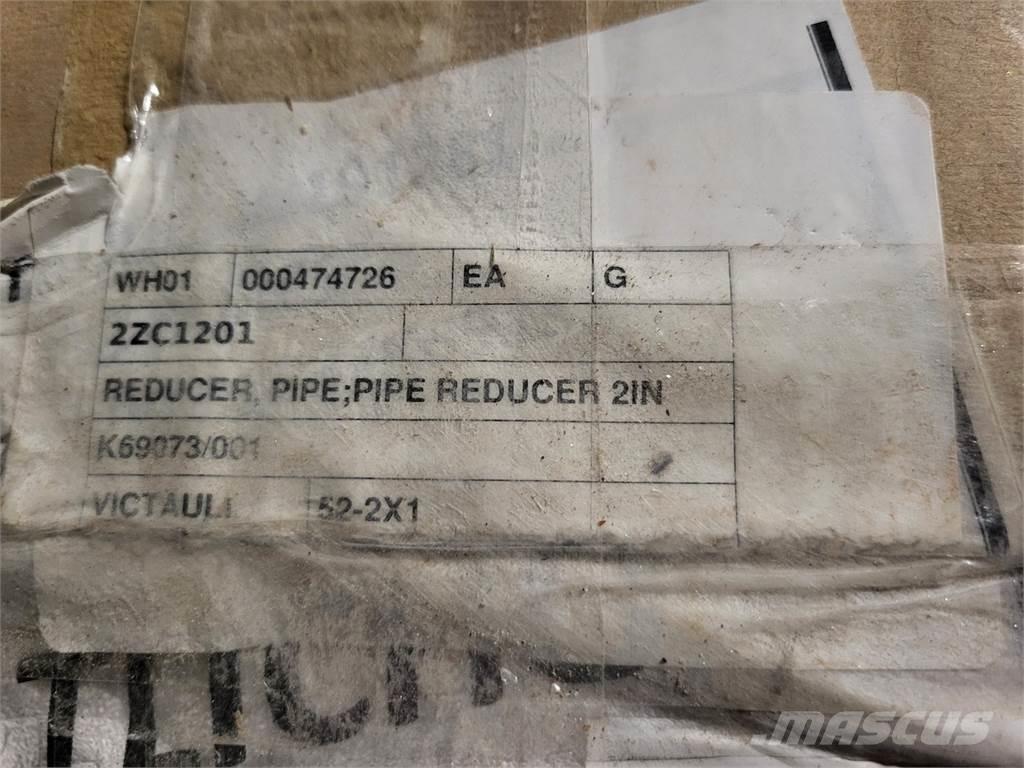 WH01 000474726 EA G
2ZC1201
REDUCER, PIPE;PIPE REDUCER 2IN
K69073/001
VICTAULI 52-2X1
MASCUS